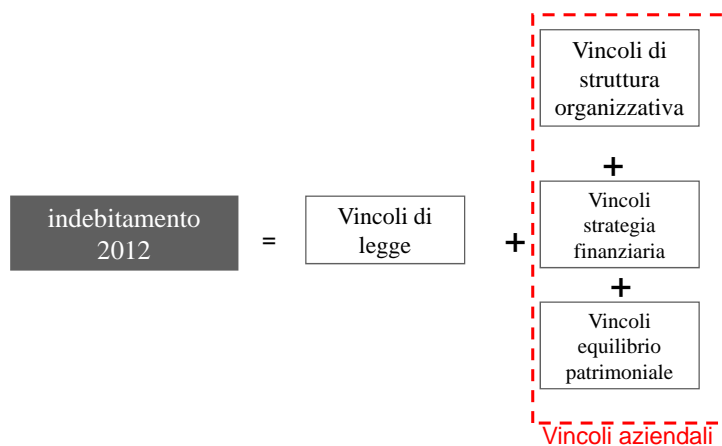 indebitamento
2012
=
Vincoli di
legge
+
Vincoli di
struttura
organizzativa
+
Vincoli
strategia
finanziaria
+
Vincoli
equilibrio
patrimoniale
Vincoli aziendali